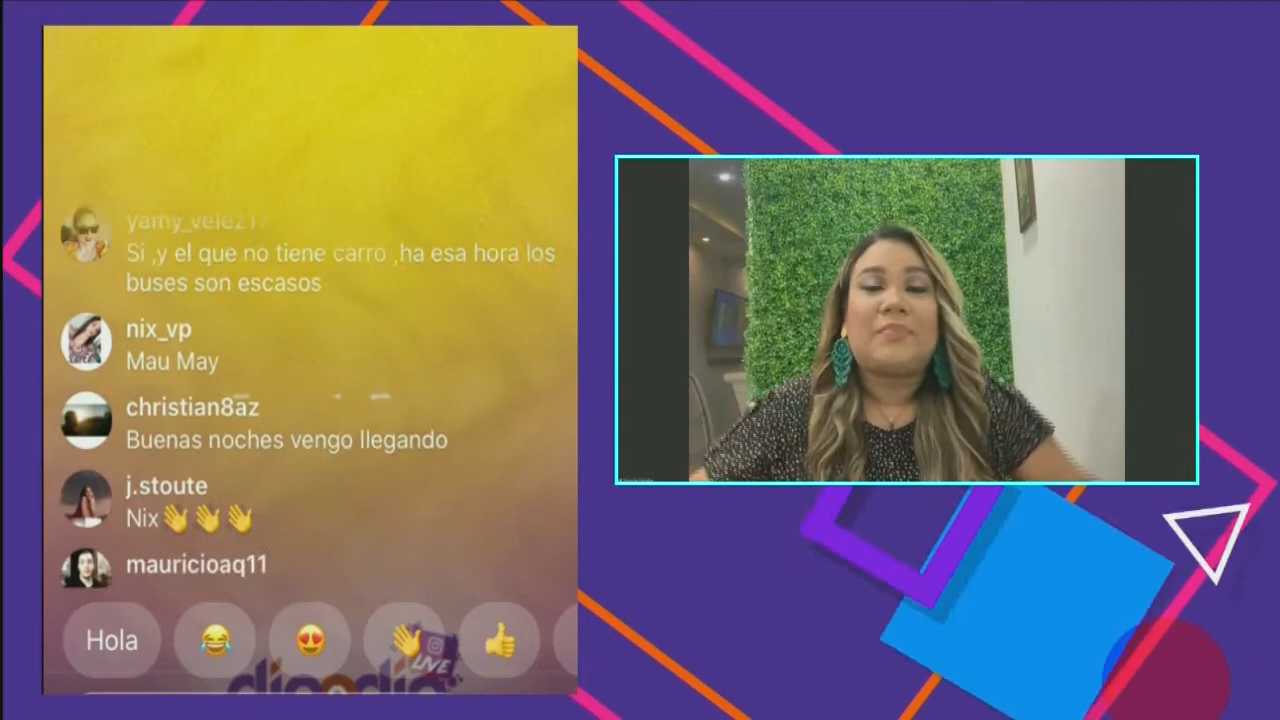 yamy_velez12
Si ,y el que no tiene carro ,ha esa hora los
buses son escasos
nix_vp
Mau May
christian8az
Buenas noches vengo llegando
j.stoute
Nix👋👋👋
mauricioaq11
Hola
LIVE